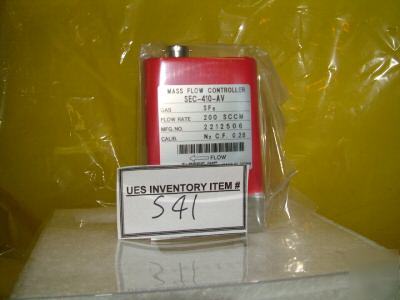 MASS FLOW CONTROLLER
SEC-410-AV
GAS SF₆
FLOW RATE 200 SCCM
MFG.NO. 2212506
CALIB. N₂ C.F. 0.28
FLOW
UES INVENTORY ITEM #
S41